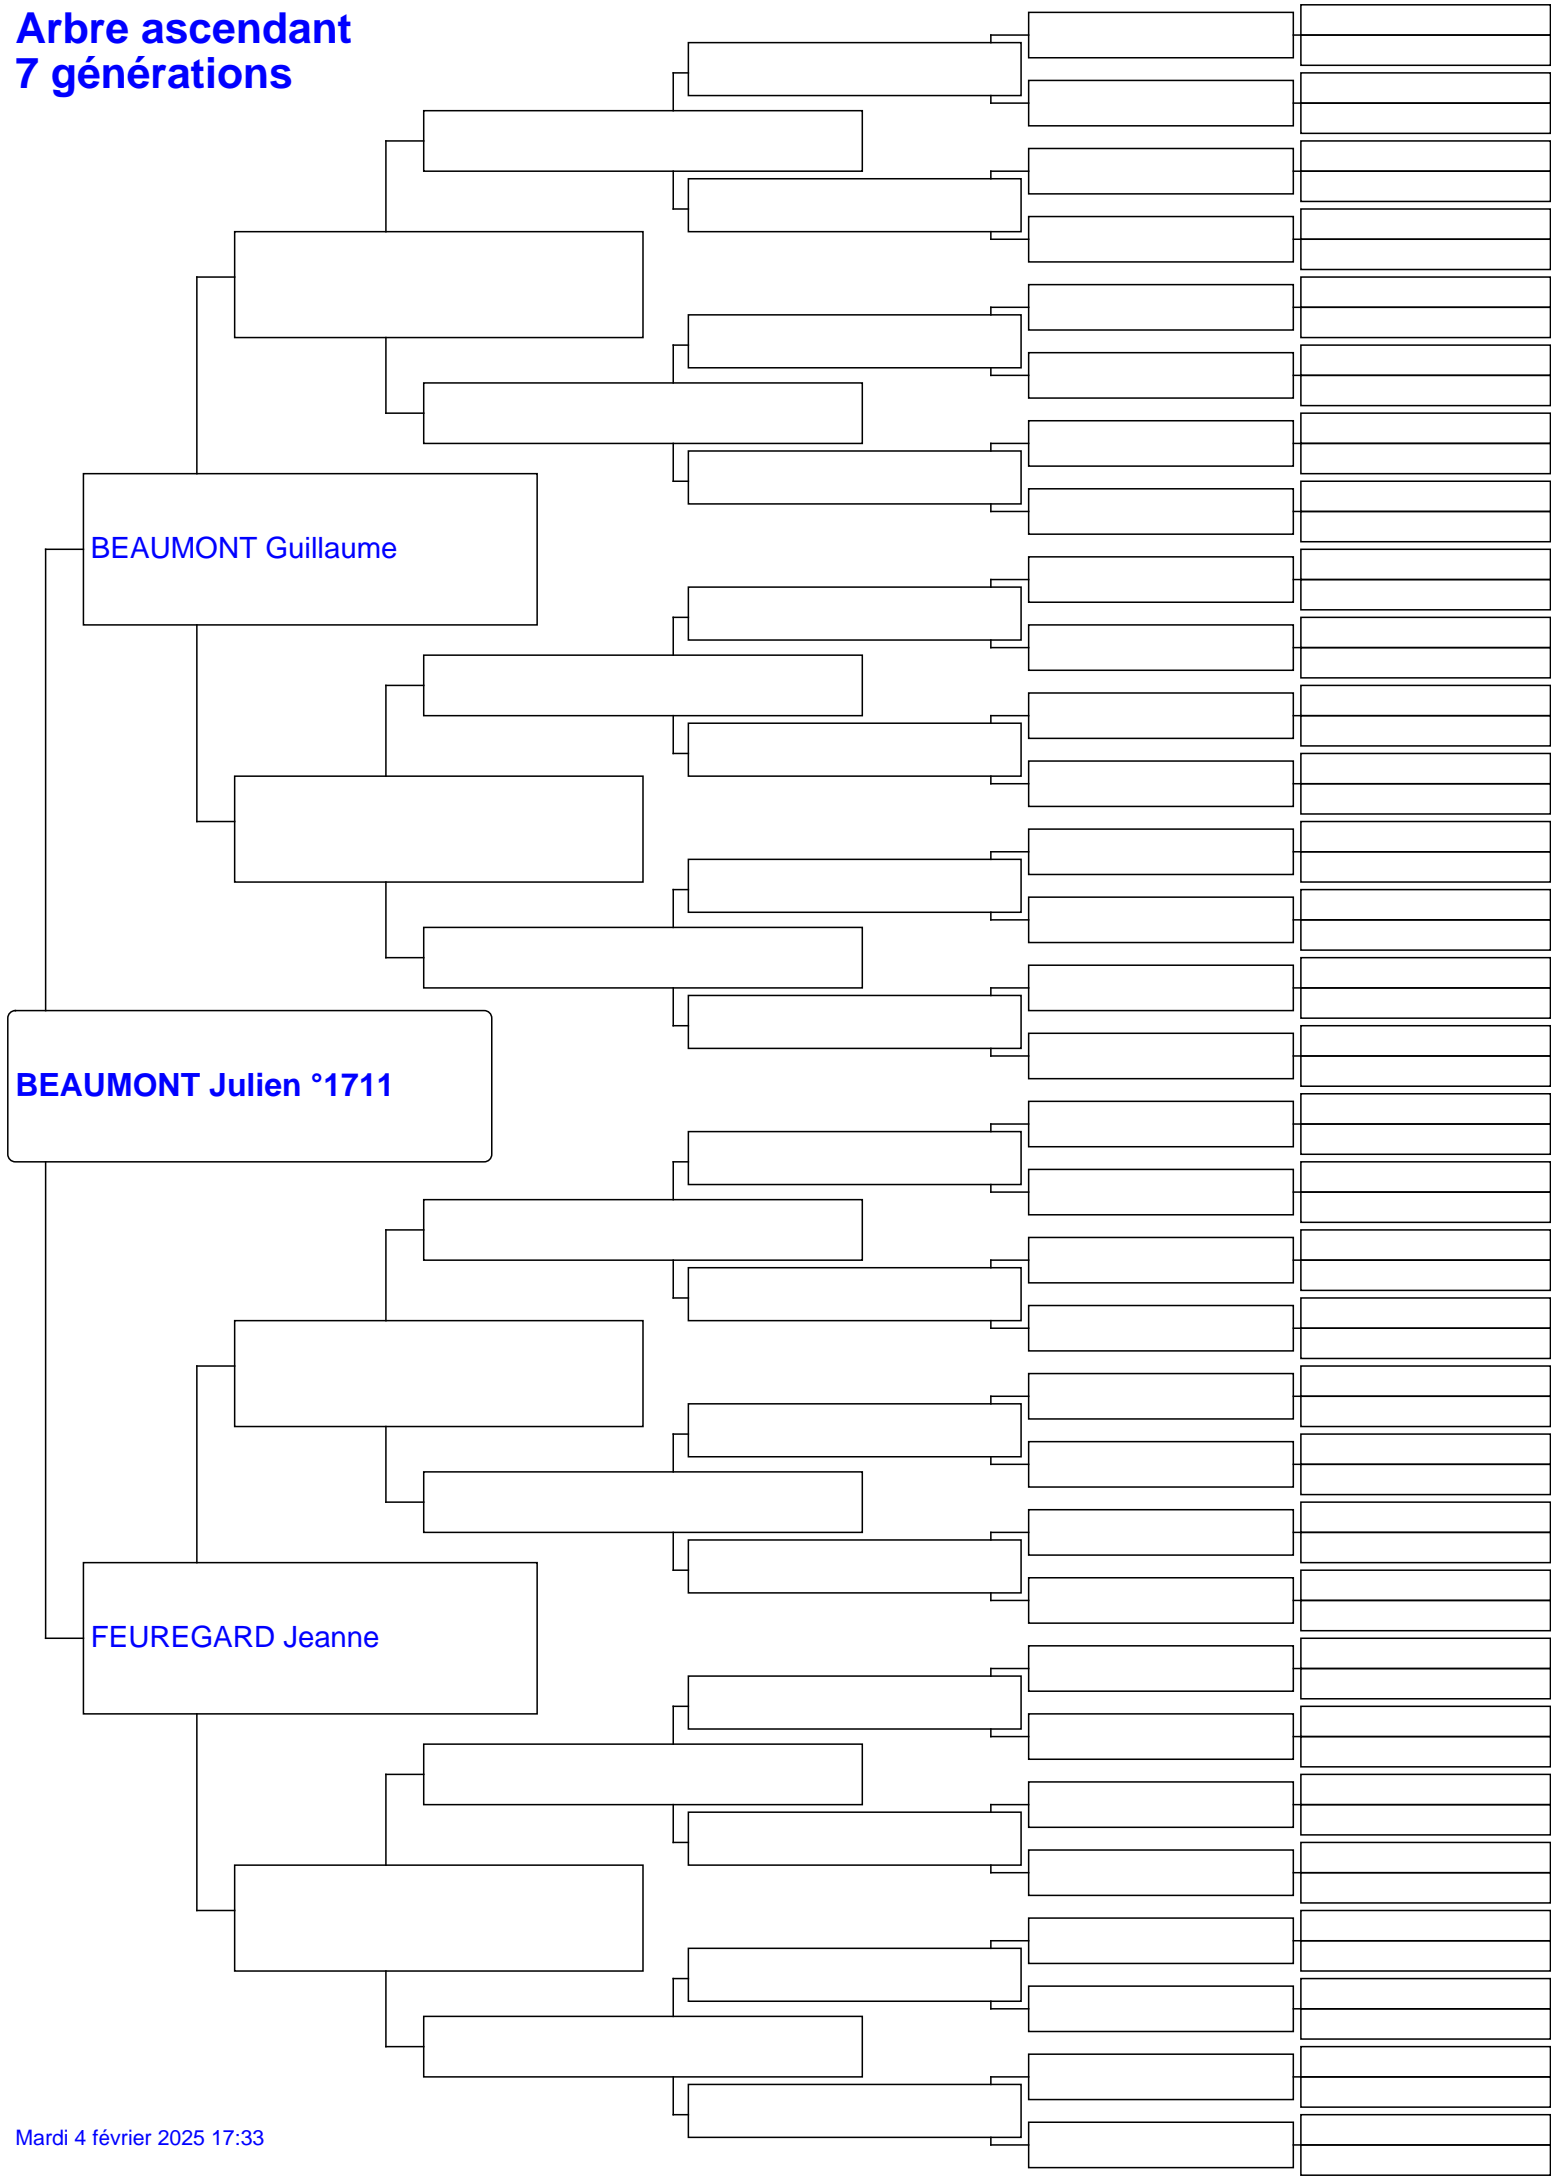 Arbre ascendant
7 générations
BEAUMONT Guillaume
BEAUMONT Julien °1711
FEUREGARD Jeanne
Mardi 4 février 2025 17:33